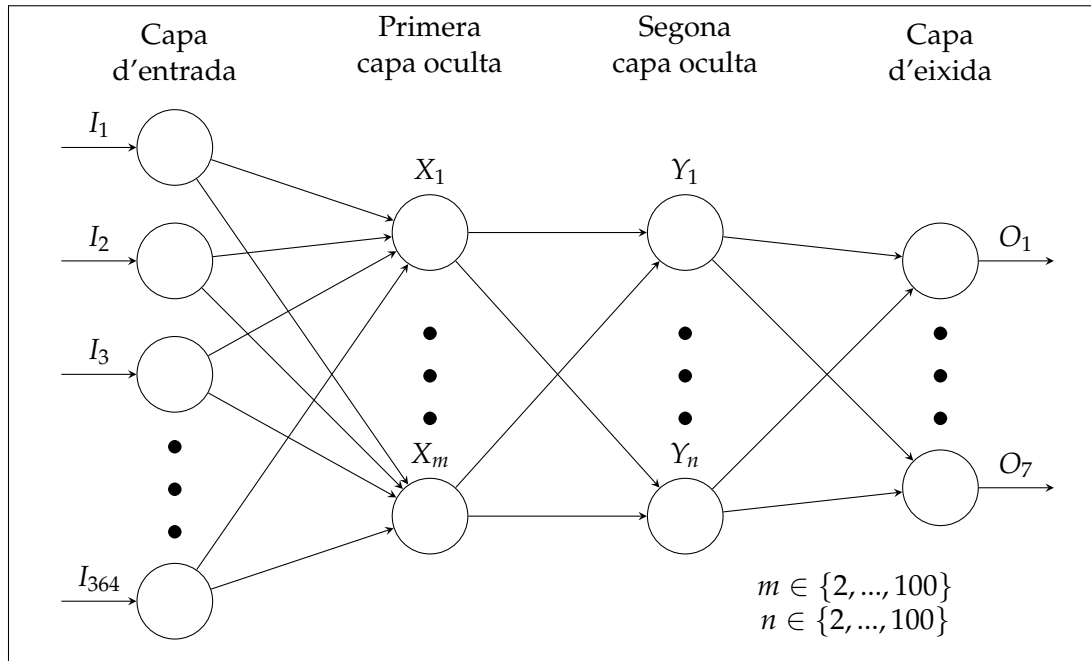 Capa
d'entrada
Primera
capa oculta
Segona
capa oculta
Capa
d'eixida
I₁
I₂
I₃
I₃₆₄
X₁
Xₘ
Y₁
Yₙ
O₁
O₇
m ∈ {2, ..., 100}
n ∈ {2, ..., 100}